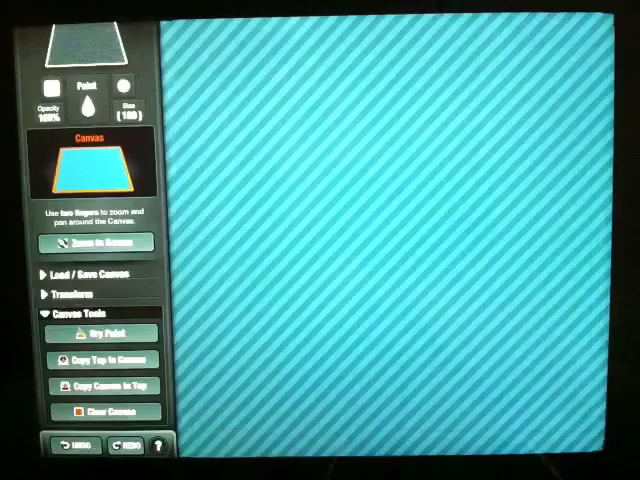 Paint
Opacity
100%
Size
[100]
Canvas
Use two fingers to zoom and
pan around the Canvas.
Zoom to Screen
Load / Save Canvas
Transform
Canvas Tools
Dry Paint
Copy Top to Canvas
Copy Canvas to Top
Clear Canvas
UNDO
REDO
?